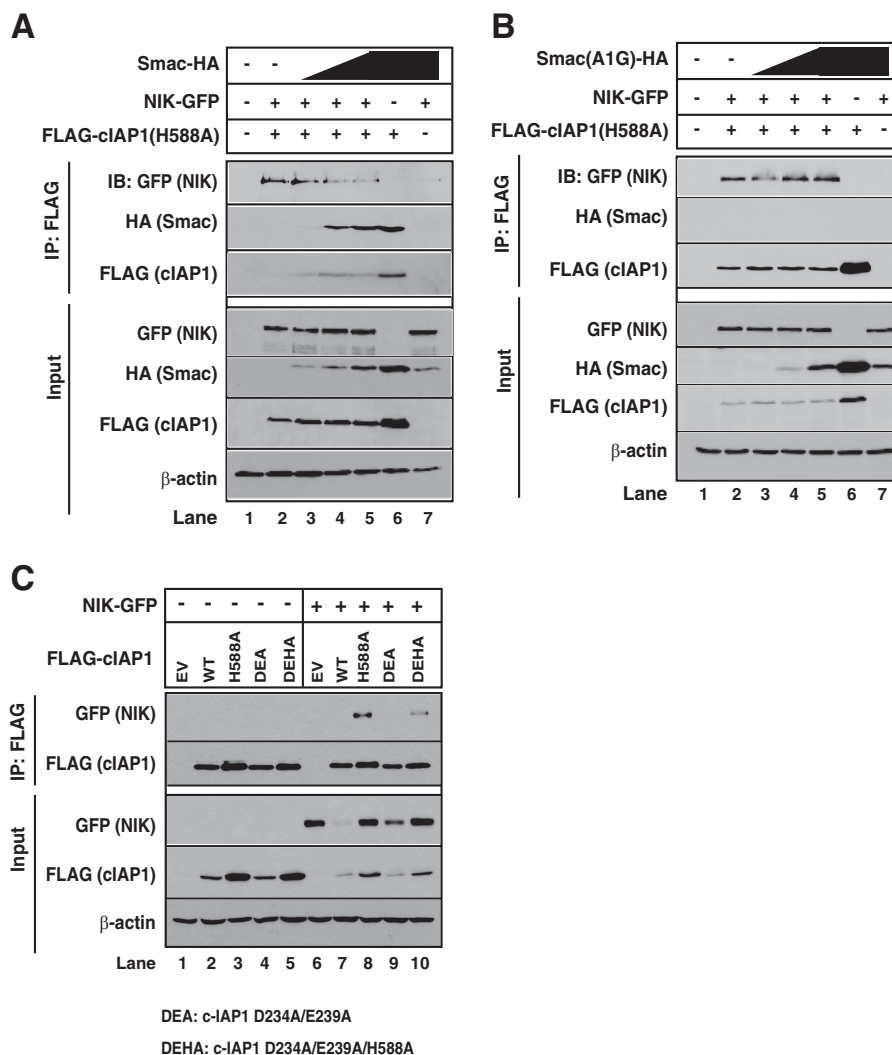 A
Smac-HA - -
NIK-GFP - + + + + - +
FLAG-cIAP1(H588A) - + + + + + -
IP: FLAG
IB: GFP (NIK)
HA (Smac)
FLAG (cIAP1)
Input
GFP (NIK)
HA (Smac)
FLAG (cIAP1)
β-actin
Lane 1 2 3 4 5 6 7
B
Smac(A1G)-HA - -
NIK-GFP - + + + + - +
FLAG-cIAP1(H588A) - + + + + + -
IP: FLAG
IB: GFP (NIK)
HA (Smac)
FLAG (cIAP1)
Input
GFP (NIK)
HA (Smac)
FLAG (cIAP1)
β-actin
Lane 1 2 3 4 5 6 7
C
NIK-GFP - - - - - + + + + +
FLAG-cIAP1 EV WT H588A DEA DEHA EV WT H588A DEA DEHA
IP: FLAG
GFP (NIK)
FLAG (cIAP1)
Input
GFP (NIK)
FLAG (cIAP1)
β-actin
Lane 1 2 3 4 5 6 7 8 9 10
DEA: c-IAP1 D234A/E239A
DEHA: c-IAP1 D234A/E239A/H588A